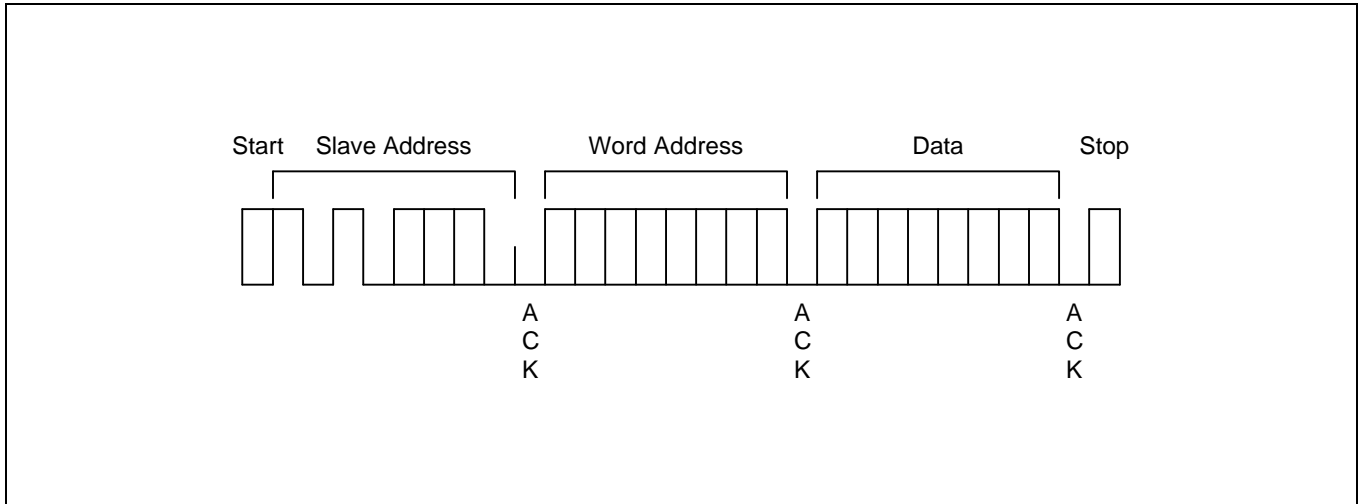 Start Slave Address Word Address Data Stop
A A A
C C C
K K K